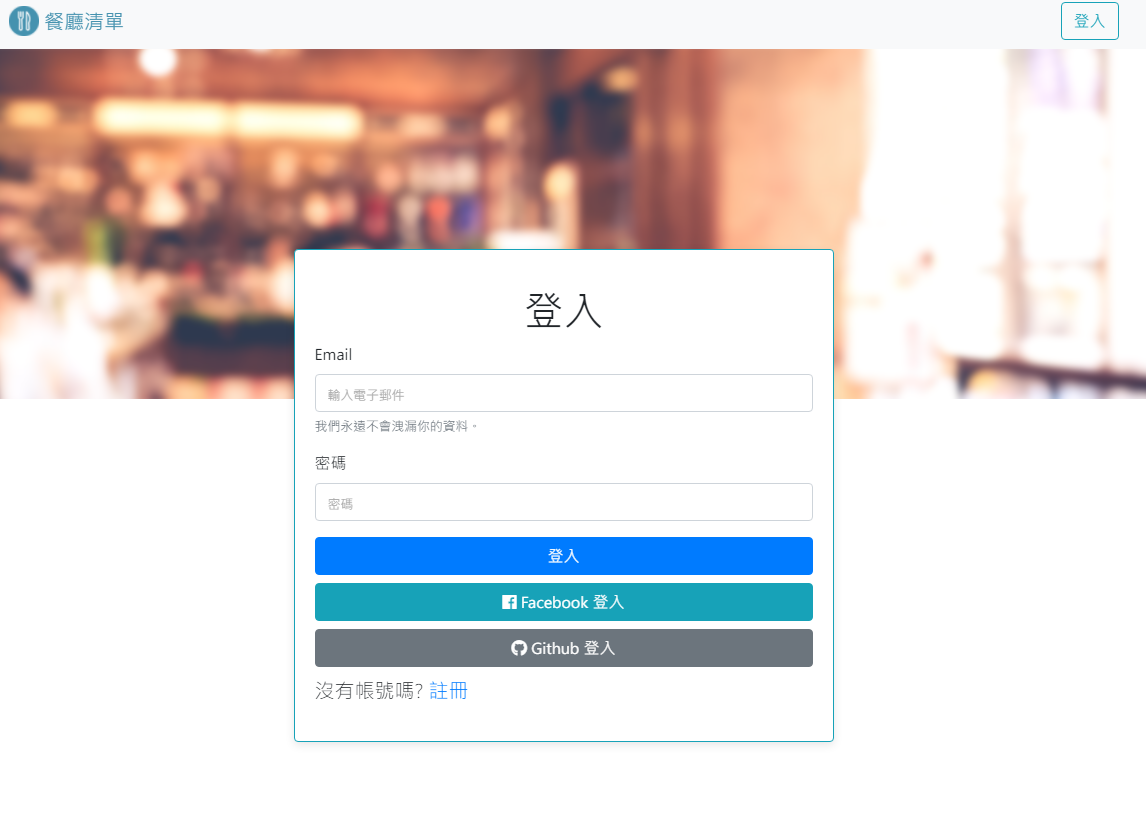 餐廳清單
登入
登入
Email
輸入電子郵件
我們永遠不會洩漏你的資料。
密碼
密碼
登入
Facebook 登入
Github 登入
沒有帳號嗎? 註冊